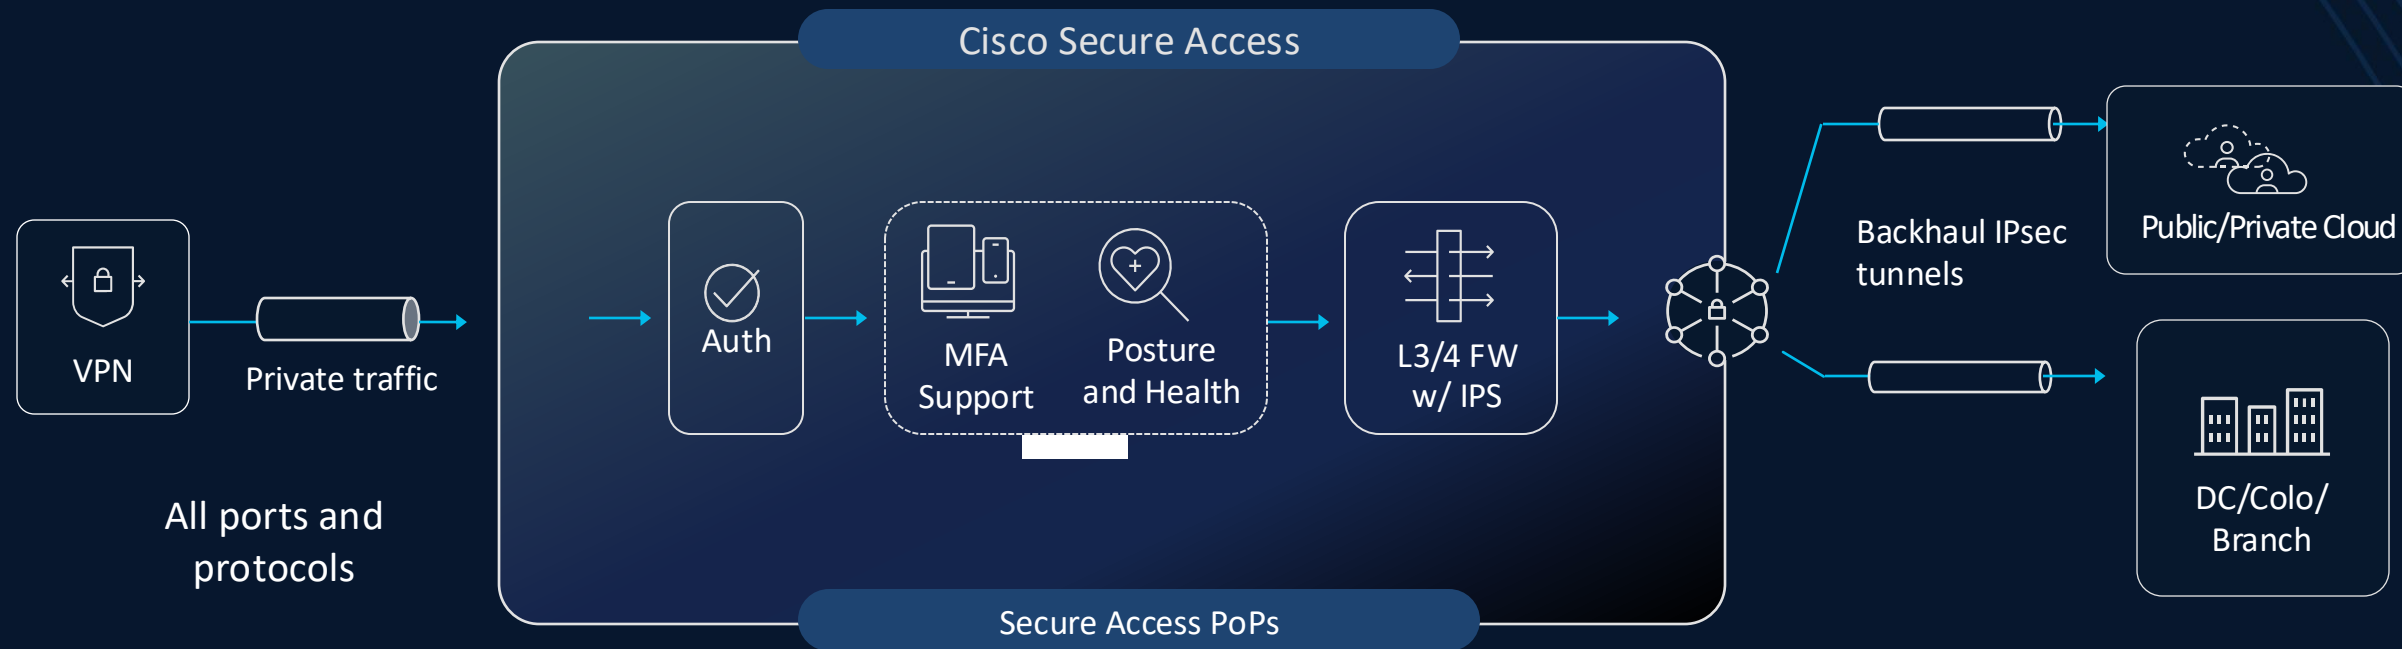 Cisco Secure Access
VPN
Private traffic
All ports and
protocols
Auth
MFA
Support
Posture
and Health
L3/4 FW
w/ IPS
Backhaul IPsec
tunnels
Public/Private Cloud
DC/Colo/
Branch
Secure Access PoPs